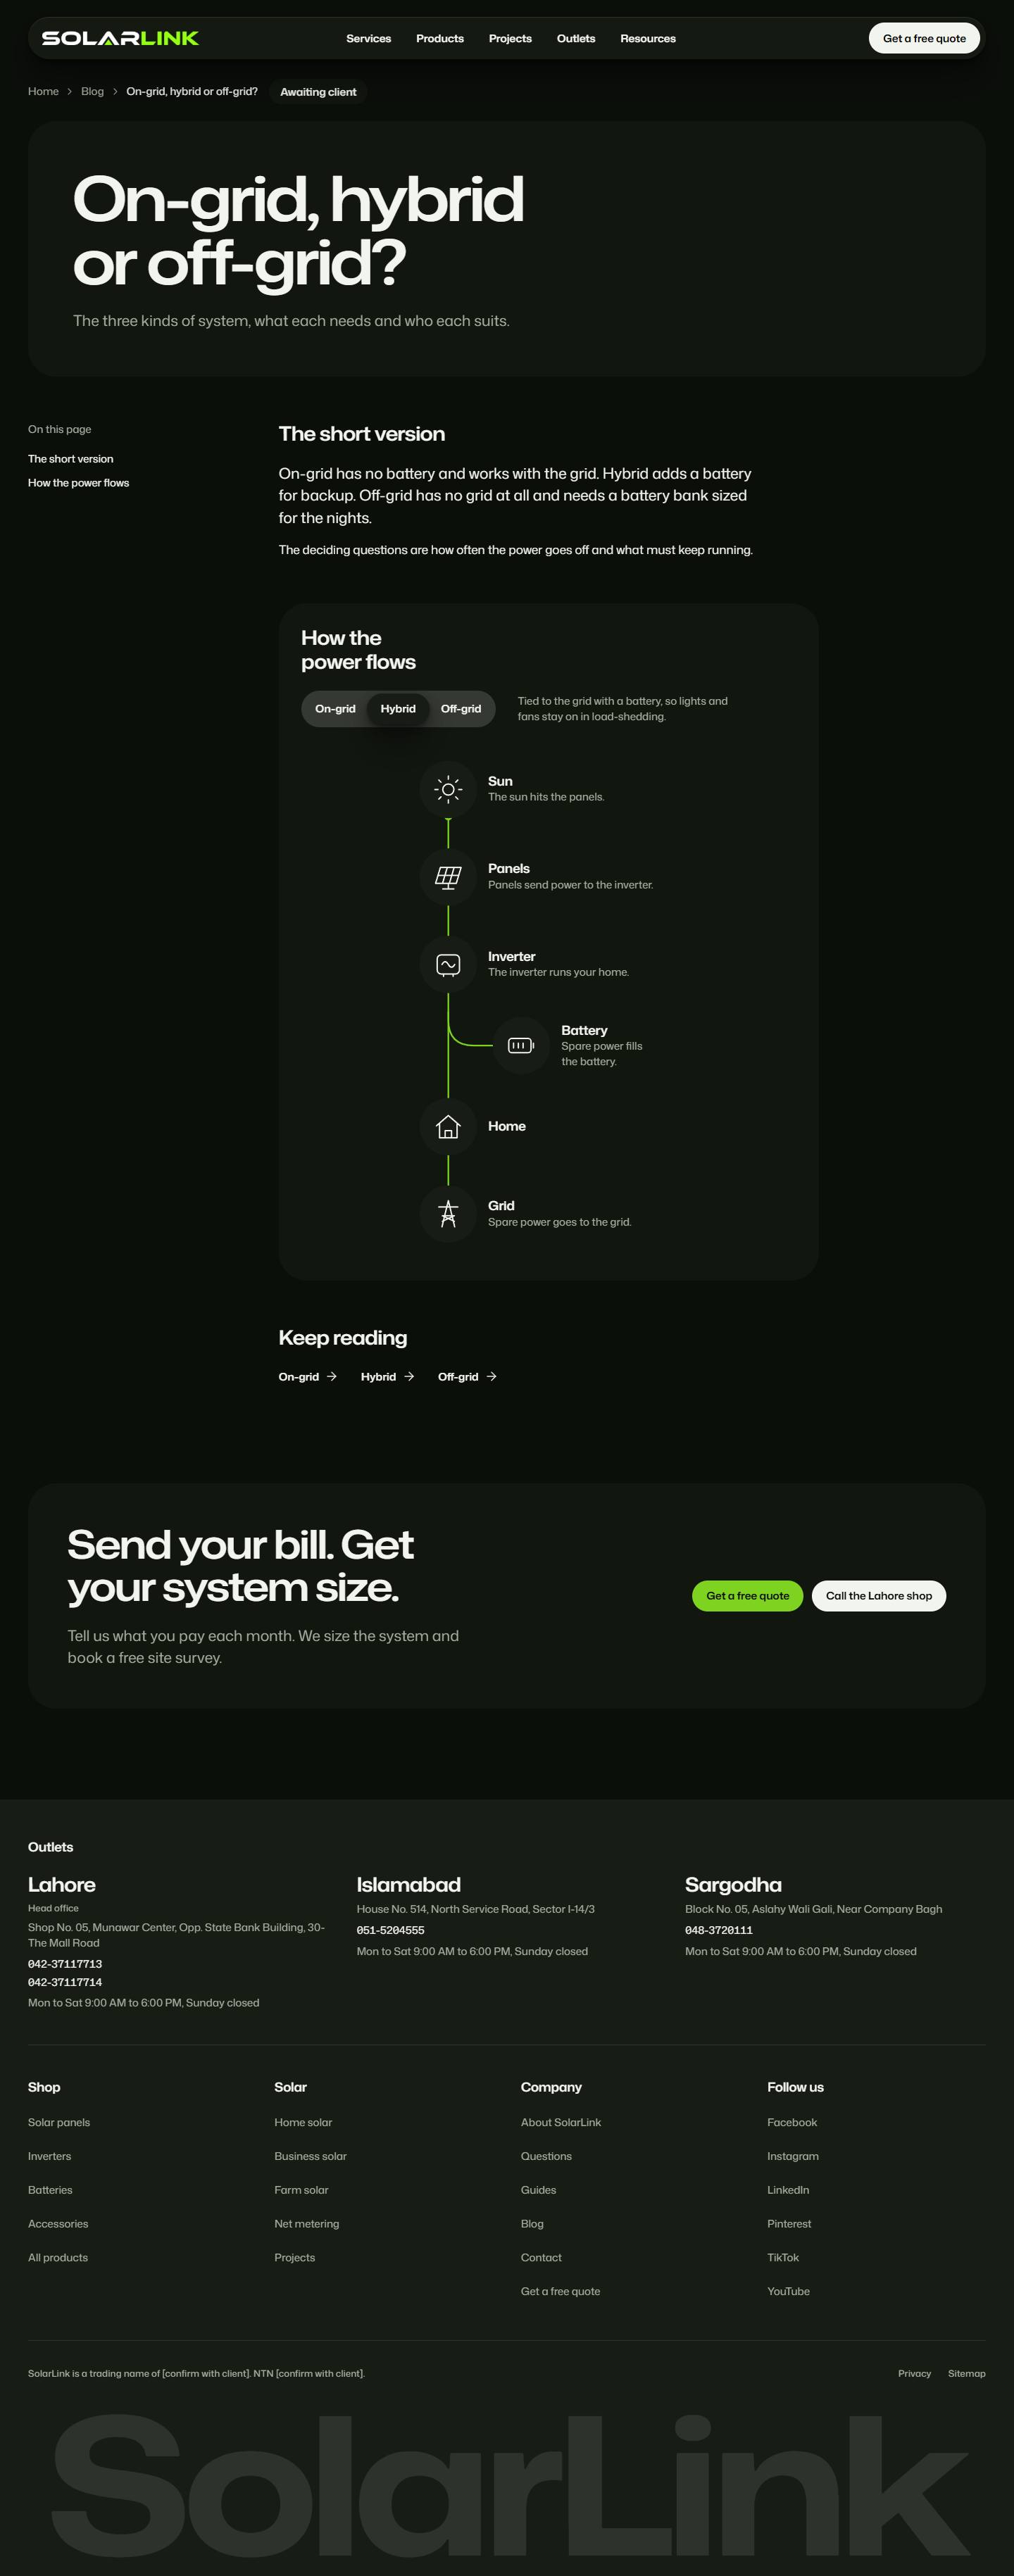 SOLARLINK
Services Products Projects Outlets Resources
Get a free quote
Home > Blog > On-grid, hybrid or off-grid? Awaiting client
On-grid, hybrid
or off-grid?
The three kinds of system, what each needs and who each suits.
On this page
The short version
How the power flows
The short version
On-grid has no battery and works with the grid. Hybrid adds a battery
for backup. Off-grid has no grid at all and needs a battery bank sized
for the nights.
The deciding questions are how often the power goes off and what must keep running.
How the
power flows
On-grid Hybrid Off-grid
Tied to the grid with a battery, so lights and
fans stay on in load-shedding.
Sun
The sun hits the panels.
Panels
Panels send power to the inverter.
Inverter
The inverter runs your home.
Battery
Spare power fills
the battery.
Home
Grid
Spare power goes to the grid.
Keep reading
On-grid → Hybrid → Off-grid →
Send your bill. Get
your system size.
Tell us what you pay each month. We size the system and
book a free site survey.
Get a free quote
Call the Lahore shop
Outlets
Lahore
Head office
Shop No. 05, Munawar Center, Opp. State Bank Building, 30-
The Mall Road
042-37117713
042-37117714
Mon to Sat 9:00 AM to 6:00 PM, Sunday closed
Islamabad
House No. 514, North Service Road, Sector I-14/3
051-5204555
Mon to Sat 9:00 AM to 6:00 PM, Sunday closed
Sargodha
Block No. 05, Aslahy Wali Gali, Near Company Bagh
048-3720111
Mon to Sat 9:00 AM to 6:00 PM, Sunday closed
Shop
Solar panels
Inverters
Batteries
Accessories
All products
Solar
Home solar
Business solar
Farm solar
Net metering
Projects
Company
About SolarLink
Questions
Guides
Blog
Contact
Get a free quote
Follow us
Facebook
Instagram
LinkedIn
Pinterest
TikTok
YouTube
SolarLink is a trading name of [confirm with client]. NTN [confirm with client].
Privacy Sitemap
SolarLink